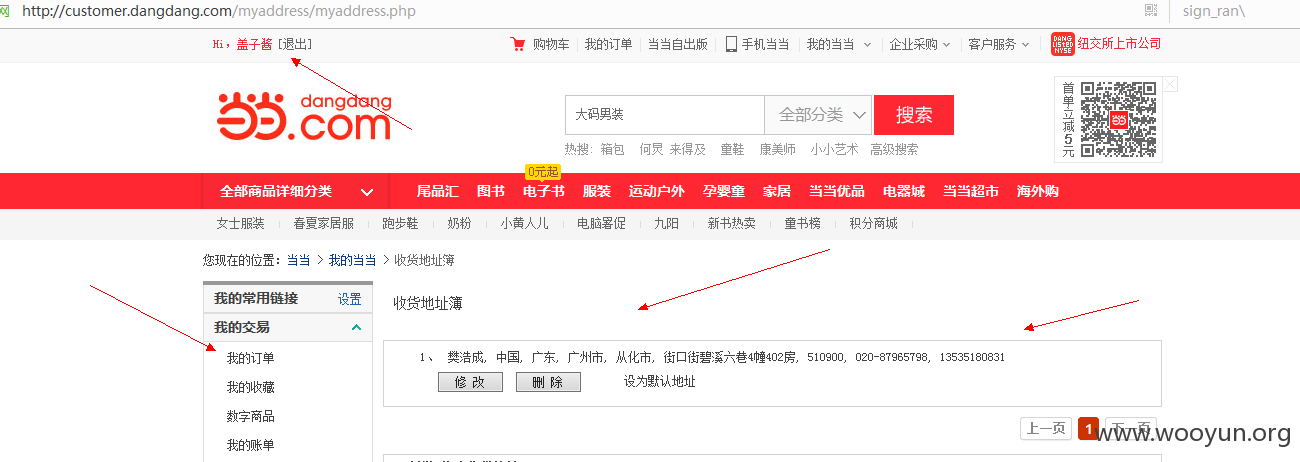 http://customer.dangdang.com/myaddress/myaddress.php
sign_ran\
Hi，盖子酱 [退出]
购物车 我的订单 当当自出版 手机当当 我的当当 企业采购 客户服务 纽交所上市公司
DANG LISTED NYSE
dangdang
当当.com
大码男装 全部分类 搜索
热搜：箱包 何炅 来得及 童鞋 康美师 小小艺术 高级搜索
首单立减5元
0元起
全部商品详细分类 尾品汇 图书 电子书 服装 运动户外 孕婴童 家居 当当优品 电器城 当当超市 海外购
女士服装 春夏家居服 跑步鞋 奶粉 小黄人儿 电脑署促 九阳 新书热卖 童书榜 积分商城
您现在的位置：当当 > 我的当当 > 收货地址簿
我的常用链接 设置
我的交易
我的订单
我的收藏
数字商品
我的账单
收货地址簿
1、 樊洁成, 中国, 广东, 广州市, 从化市, 街口街碧溪六巷4幢402房, 510900, 020-87965798, 13535180831
修 改 删 除 设为默认地址
上一页 1 下一页
www.wooyun.org